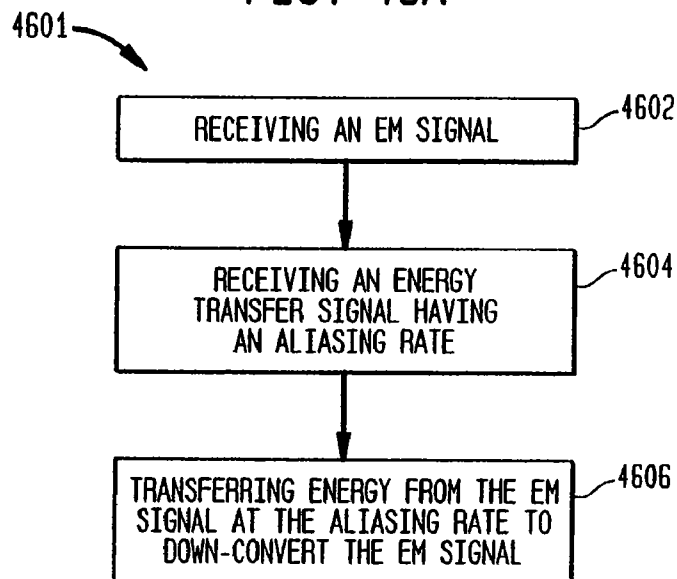 4601
RECEIVING AN EM SIGNAL
4602
RECEIVING AN ENERGY
TRANSFER SIGNAL HAVING
AN ALIASING RATE
4604
TRANSFERRING ENERGY FROM THE EM
SIGNAL AT THE ALIASING RATE TO
DOWN-CONVERT THE EM SIGNAL
4606